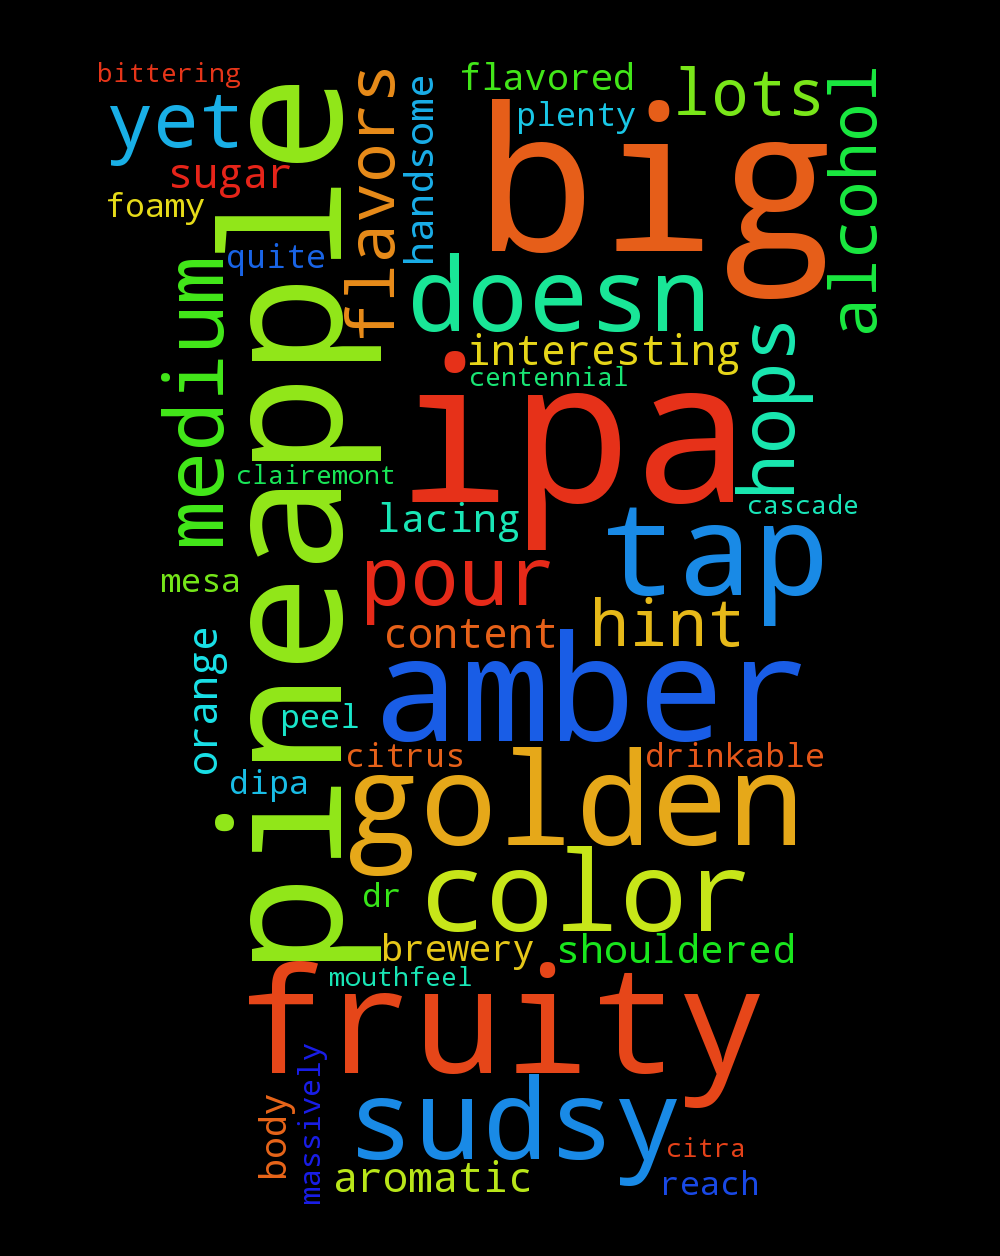 bittering
yet
sugar
foamy
pineapple
flavors
handsome
flavored
plenty
lots
big
alcohol
quite
medium
doesn
interesting
centennial
hops
ipa
clairemont
lacing
cascade
tap
mesa
pour
hint
content
orange
amber
peel
citrus
drinkable
dipa
golden
color
dr
brewery
shouldered
mouthfeel
fruity
body
massively
sudsy
citra
aromatic
reach